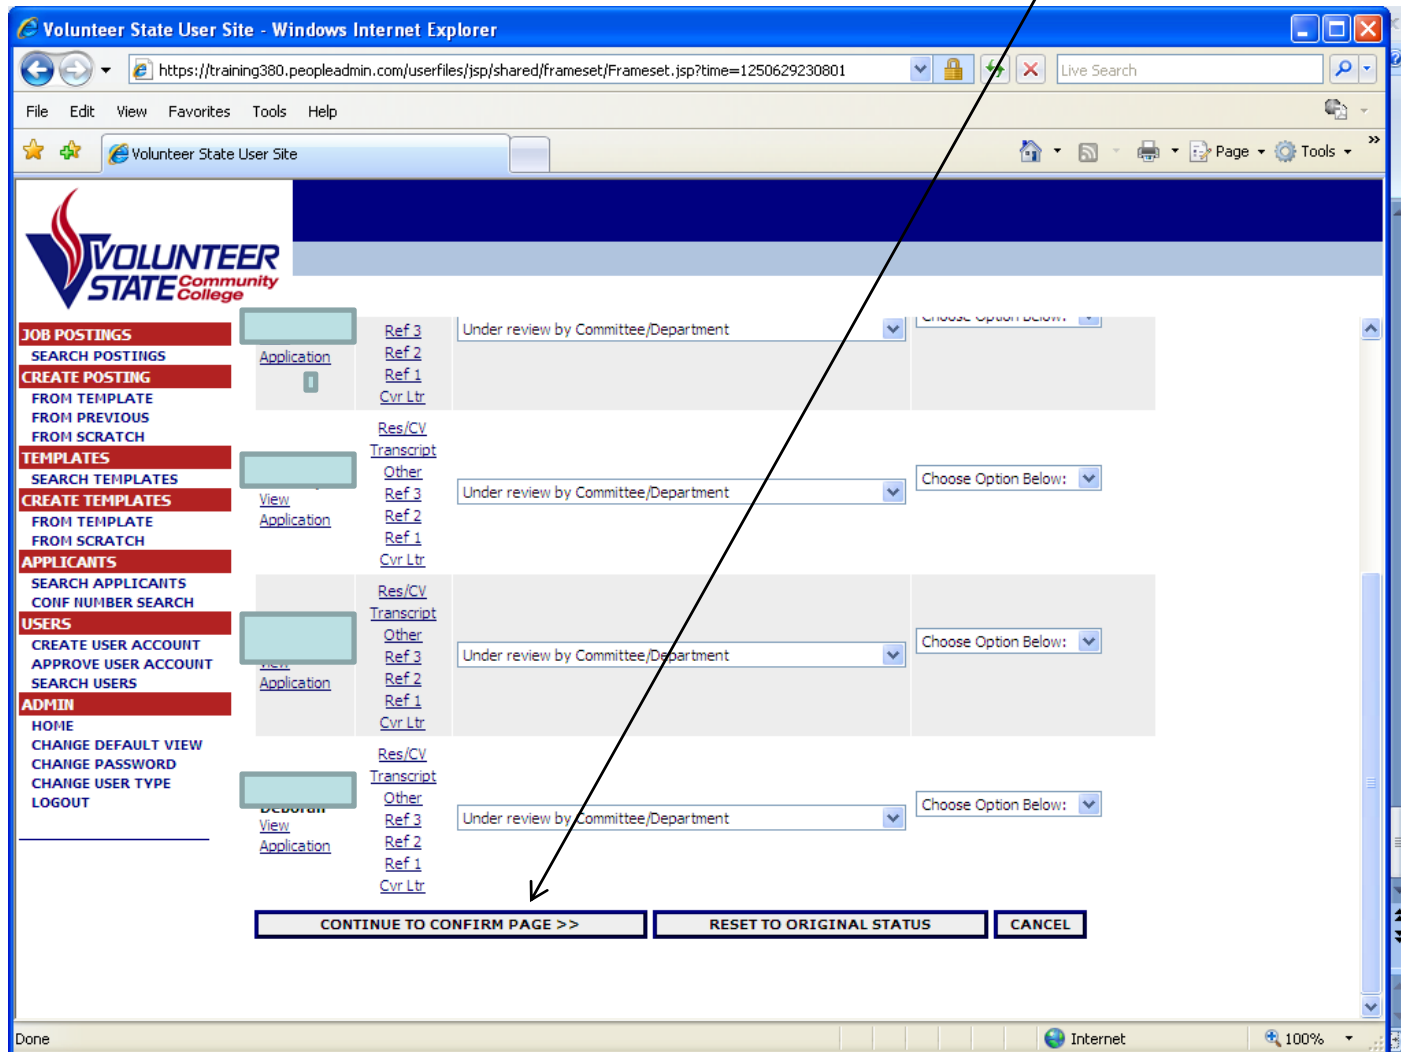 Volunteer State User Site - Windows Internet Explorer
https://training380.peopleadmin.com/userfiles/jsp/shared/frameset/Frameset.jsp?time=1250629230801
Live Search
File Edit View Favorites Tools Help
Volunteer State User Site
Page Tools
VOLUNTEER
STATE Community
College
JOB POSTINGS
SEARCH POSTINGS
CREATE POSTING
FROM TEMPLATE
FROM PREVIOUS
FROM SCRATCH
TEMPLATES
SEARCH TEMPLATES
CREATE TEMPLATES
FROM TEMPLATE
FROM SCRATCH
APPLICANTS
SEARCH APPLICANTS
CONF NUMBER SEARCH
USERS
CREATE USER ACCOUNT
APPROVE USER ACCOUNT
SEARCH USERS
ADMIN
HOME
CHANGE DEFAULT VIEW
CHANGE PASSWORD
CHANGE USER TYPE
LOGOUT
Application
Ref 3
Ref 2
Ref 1
Cvr Ltr
Under review by Committee/Department
Choose Option Below:
View
Application
Res/CV
Transcript
Other
Ref 3
Ref 2
Ref 1
Cvr Ltr
Under review by Committee/Department
Choose Option Below:
View
Application
Res/CV
Transcript
Other
Ref 3
Ref 2
Ref 1
Cvr Ltr
Under review by Committee/Department
Choose Option Below:
Deborah
View
Application
Res/CV
Transcript
Other
Ref 3
Ref 2
Ref 1
Cvr Ltr
Under review by Committee/Department
Choose Option Below:
CONTINUE TO CONFIRM PAGE >>
RESET TO ORIGINAL STATUS
CANCEL
Done
Internet
100%